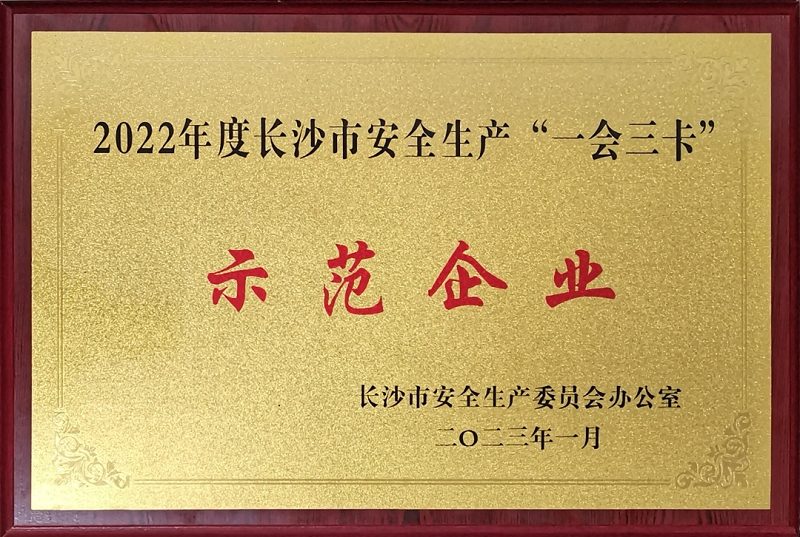 2022年度长沙市安全生产“一会三卡”
示范企业
长沙市安全生产委员会办公室
二〇二三年一月